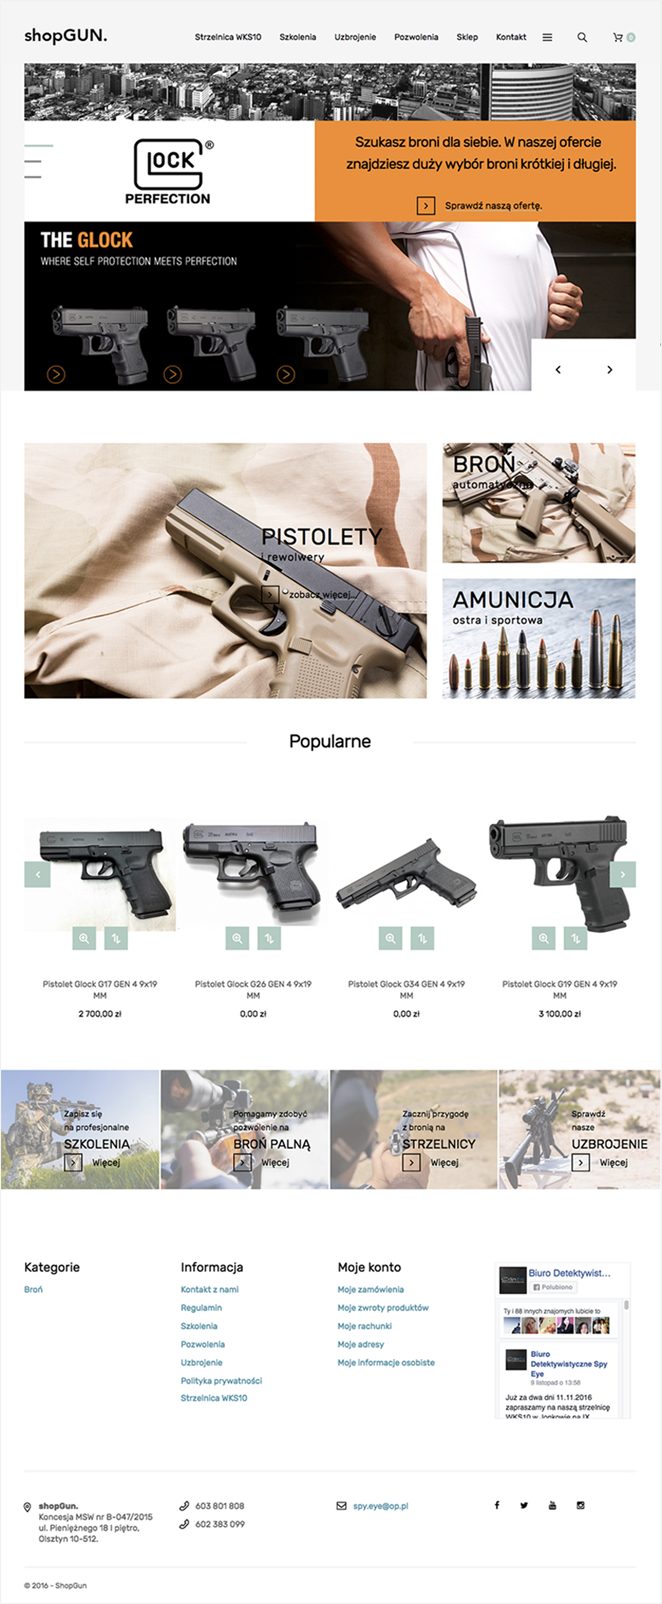 shopGUN.
Strzelnica WKS10 Szkolenia Uzbrojenie Pozwolenia Sklep Kontakt 0
GLOCK ®
PERFECTION
Szukasz broni dla siebie. W naszej ofercie
znajdziesz duży wybór broni krótkiej i długiej.
Sprawdź naszą ofertę.
THE GLOCK
WHERE SELF PROTECTION MEETS PERFECTION
PISTOLETY
i rewolwery
zobacz więcej...
BROŃ
automatyczna
AMUNICJA
ostra i sportowa
Popularne
Pistolet Glock G17 GEN 4 9x19
MM
2 700,00 zł
Pistolet Glock G26 GEN 4 9x19
MM
0,00 zł
Pistolet Glock G34 GEN 4 9x19
MM
0,00 zł
Pistolet Glock G19 GEN 4 9x19
MM
3 100,00 zł
Zapisz się
na profesjonalne
SZKOLENIA
Więcej
Pomagamy zdobyć
pozwolenie na
BROŃ PALNĄ
Więcej
Zacznij przygodę
z bronią na
STRZELNICY
Więcej
Sprawdź
nasze
UZBROJENIE
Więcej
Kategorie
Broń
Informacja
Kontakt z nami
Regulamin
Szkolenia
Pozwolenia
Uzbrojenie
Polityka prywatności
Strzelnica WKS10
Moje konto
Moje zamówienia
Moje zwroty produktów
Moje rachunki
Moje adresy
Moje informacje osobiste
Biuro Detektywist...
Polubiono
Ty i 88 innych znajomych lubicie to
Biuro
Detektywistyczne Spy
Eye
9 listopad o 13:58
Już za dwa dni 11.11.2016
zapraszamy na naszą strzelnicę
WKS10 w Jonkowie na IX
shopGun.
Koncesja MSW nr B-047/2015
ul. Pieniężnego 18 I piętro,
Olsztyn 10-512.
603 801 808
602 383 099
spy.eye@op.pl
© 2016 - ShopGun